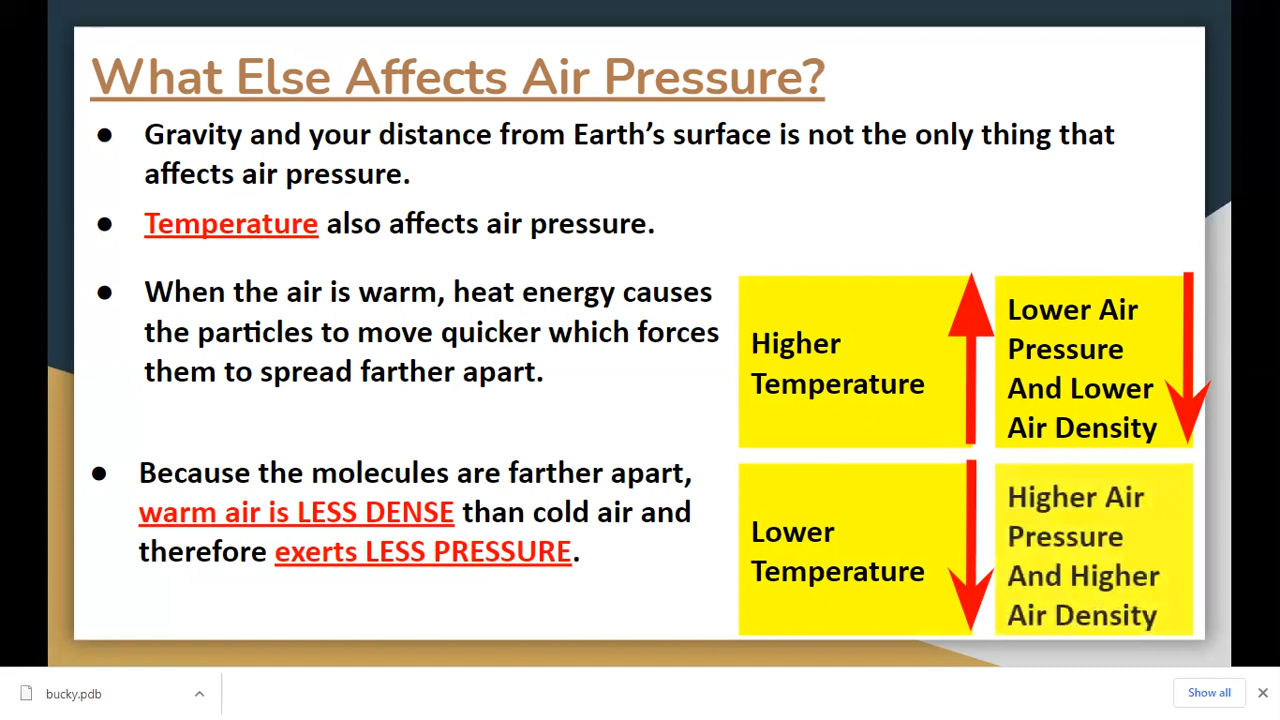 What Else Affects Air Pressure?
● Gravity and your distance from Earth’s surface is not the only thing that
affects air pressure.
● Temperature also affects air pressure.
● When the air is warm, heat energy causes
the particles to move quicker which forces
them to spread farther apart.
● Because the molecules are farther apart,
warm air is LESS DENSE than cold air and
therefore exerts LESS PRESSURE.
Higher
Temperature
Lower Air
Pressure
And Lower
Air Density
Lower
Temperature
Higher Air
Pressure
And Higher
Air Density
bucky.pdb
Show all